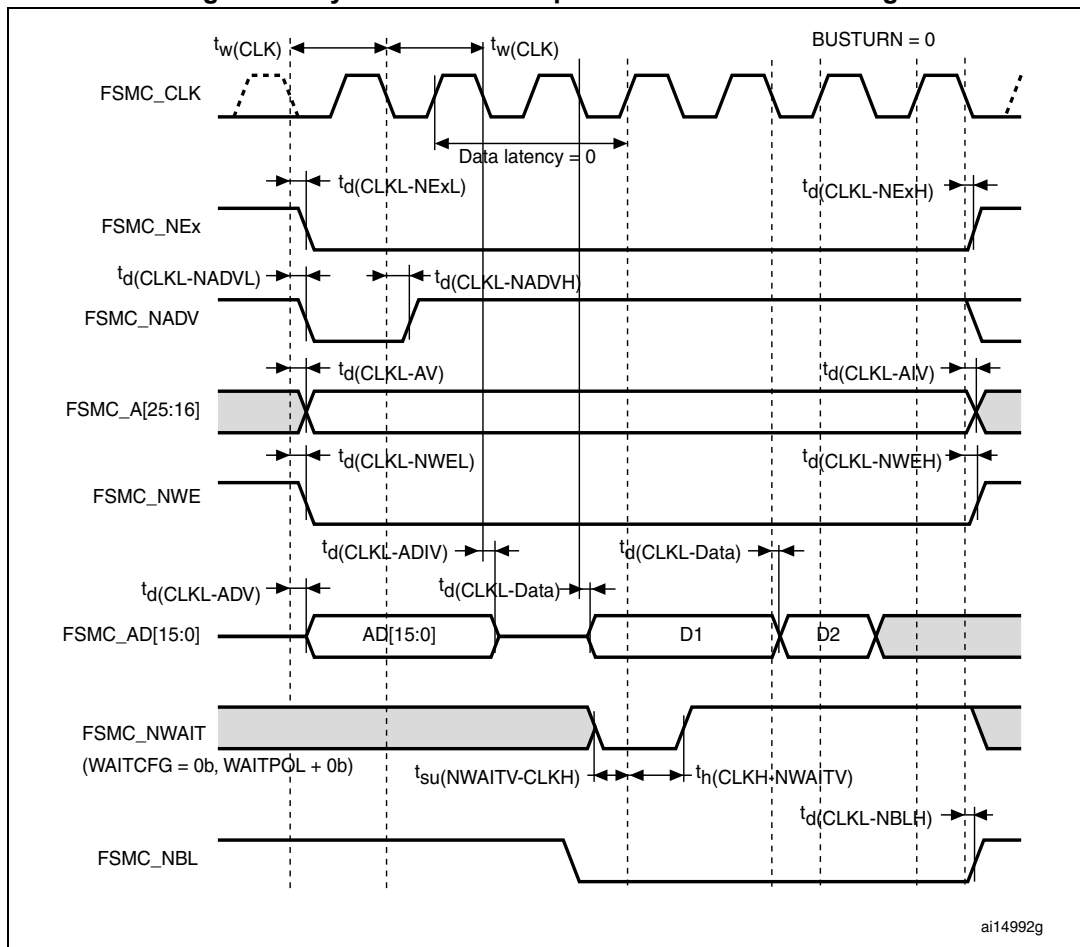 BUSTURN = 0
tw(CLK) tw(CLK)
FSMC_CLK
Data latency = 0
td(CLKL-NExL) td(CLKL-NExH)
FSMC_NEx
td(CLKL-NADVL) td(CLKL-NADVH)
FSMC_NADV
td(CLKL-AV) td(CLKL-AIV)
FSMC_A[25:16]
td(CLKL-NWEL) td(CLKL-NWEH)
FSMC_NWE
td(CLKL-ADIV) td(CLKL-Data)
td(CLKL-ADV) td(CLKL-Data)
FSMC_AD[15:0] AD[15:0] D1 D2
FSMC_NWAIT
(WAITCFG = 0b, WAITPOL + 0b)
tsu(NWAITV-CLKH) th(CLKH-NWAITV)
td(CLKL-NBLH)
FSMC_NBL
ai14992g